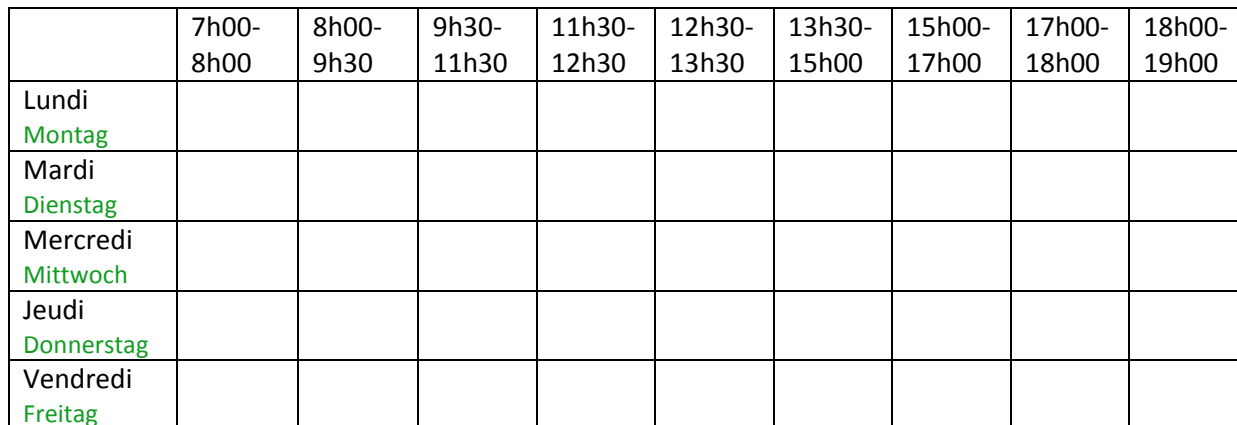 7h00- 8h00- 9h30- 11h30- 12h30- 13h30- 15h00- 17h00- 18h00-
8h00 9h30 11h30 12h30 13h30 15h00 17h00 18h00 19h00
Lundi
Montag
Mardi
Dienstag
Mercredi
Mittwoch
Jeudi
Donnerstag
Vendredi
Freitag